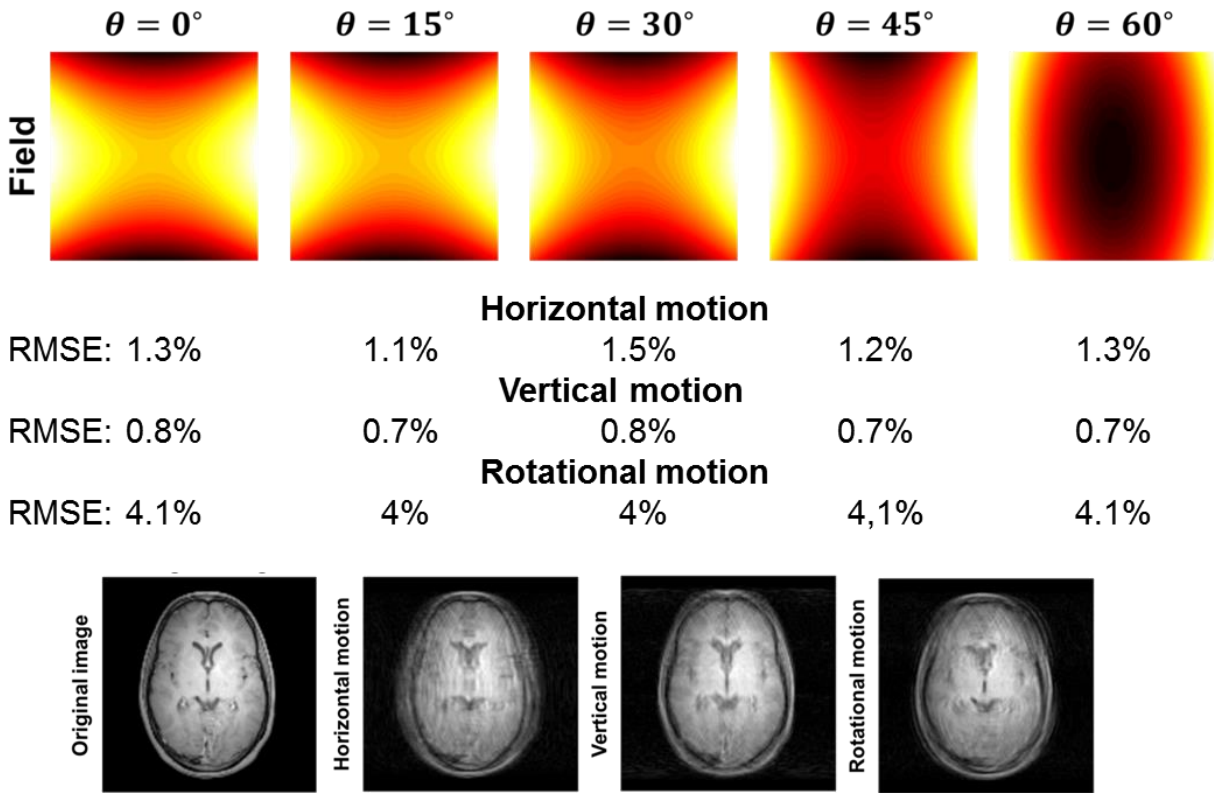 θ = 0° θ = 15° θ = 30° θ = 45° θ = 60°
Field
Horizontal motion
RMSE: 1.3% 1.1% 1.5% 1.2% 1.3%
Vertical motion
RMSE: 0.8% 0.7% 0.8% 0.7% 0.7%
Rotational motion
RMSE: 4.1% 4% 4% 4,1% 4.1%
Original image
Horizontal motion
Vertical motion
Rotational motion